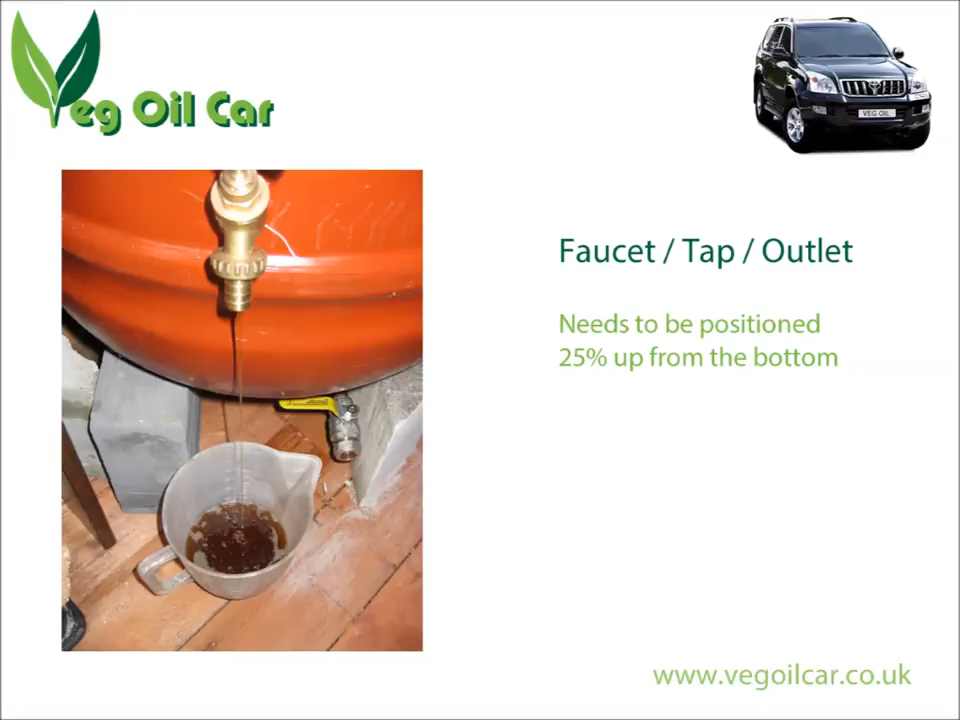 Veg Oil Car
VEG OIL
Faucet / Tap / Outlet
Needs to be positioned
25% up from the bottom
www.vegoilcar.co.uk